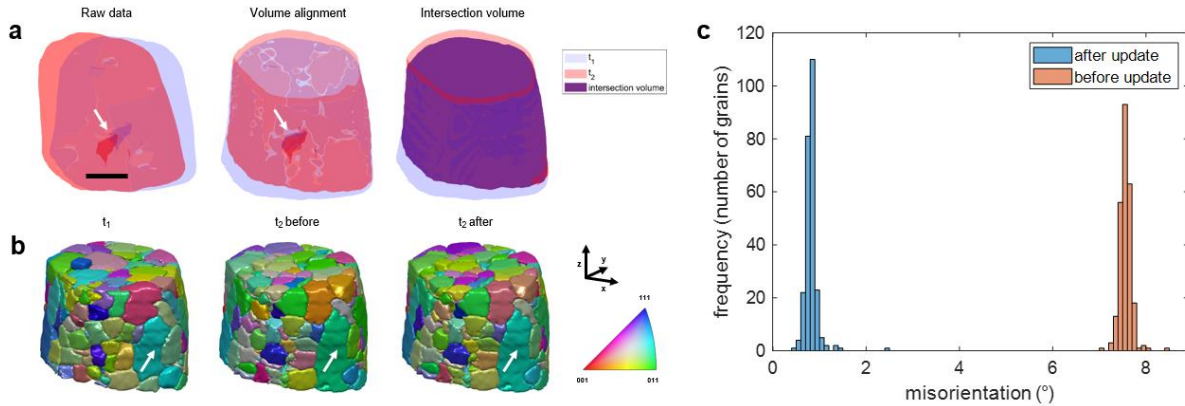 a
Raw data
Volume alignment
Intersection volume
t1
t2
intersection volume
b
t1
t2 before
t2 after
z
y
x
111
001
011
c
after update
before update
frequency (number of grains)
120
100
80
60
40
20
0
0
2
4
6
8
misorientation (°)